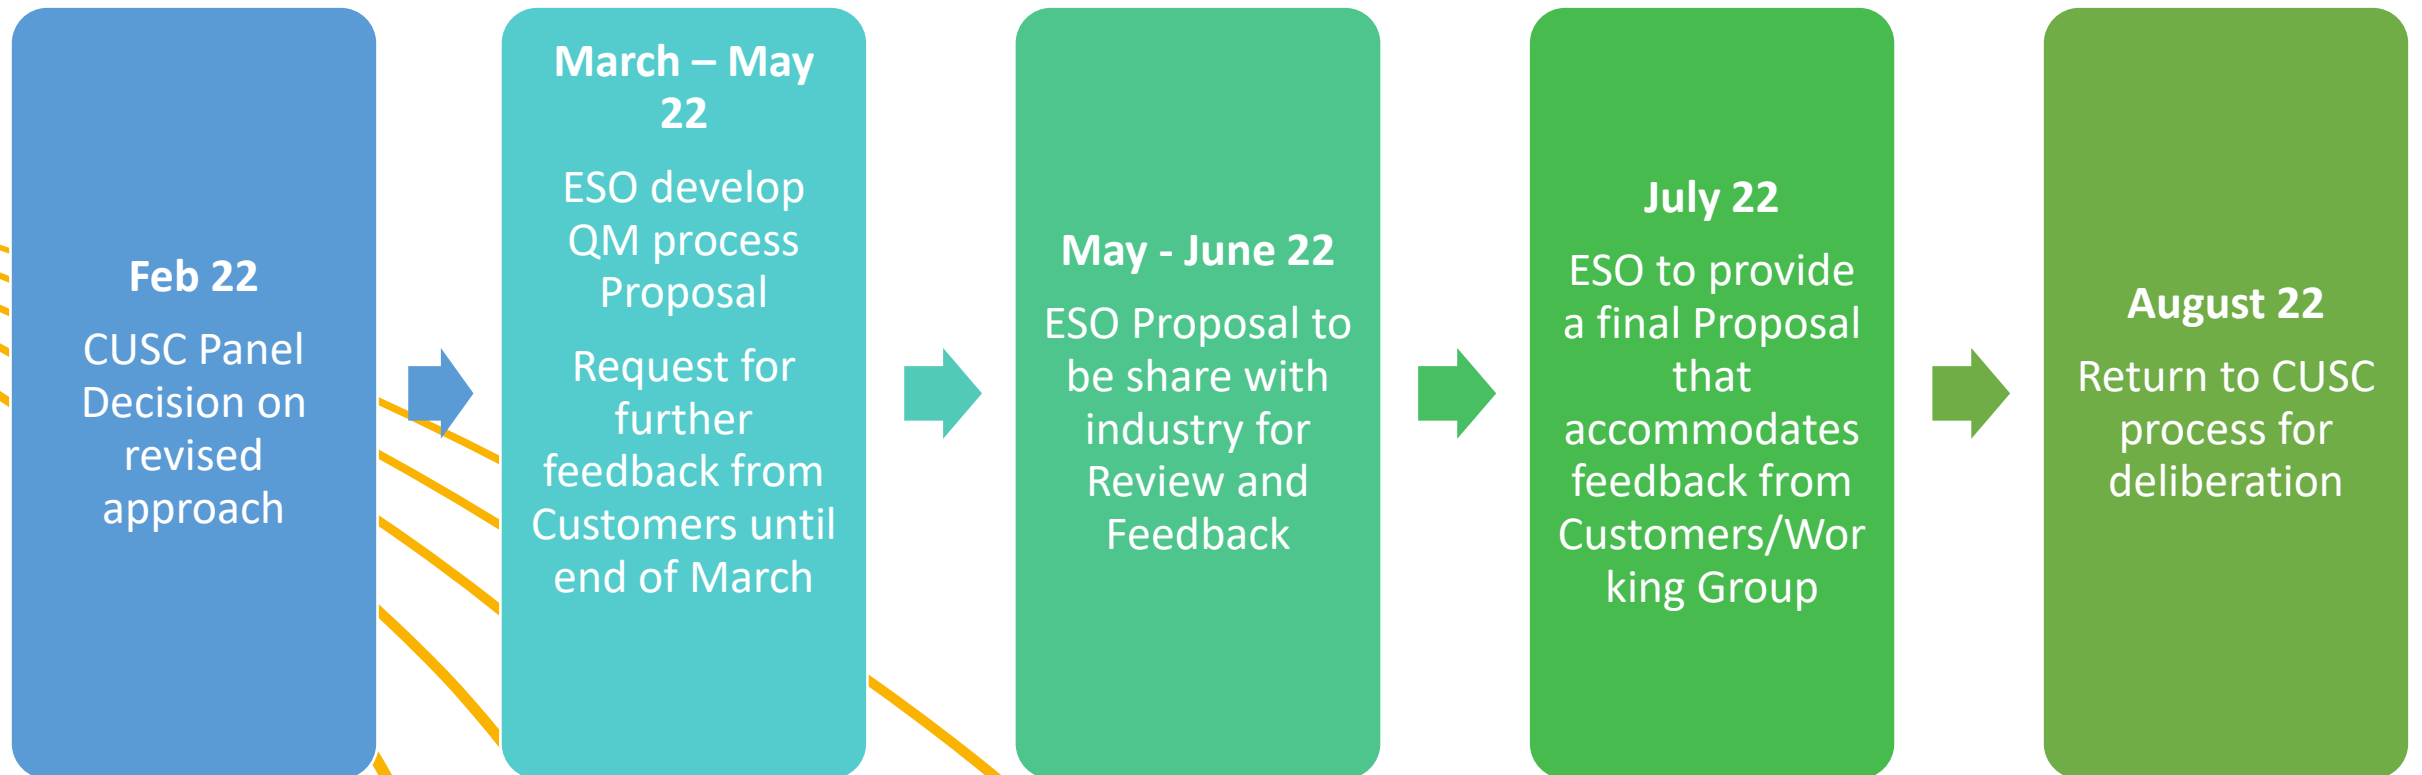 Feb 22
CUSC Panel
Decision on
revised
approach
March – May
22
ESO develop
QM process
Proposal
Request for
further
feedback from
Customers until
end of March
May - June 22
ESO Proposal to
be share with
industry for
Review and
Feedback
July 22
ESO to provide
a final Proposal
that
accommodates
feedback from
Customers/Wor
king Group
August 22
Return to CUSC
process for
deliberation